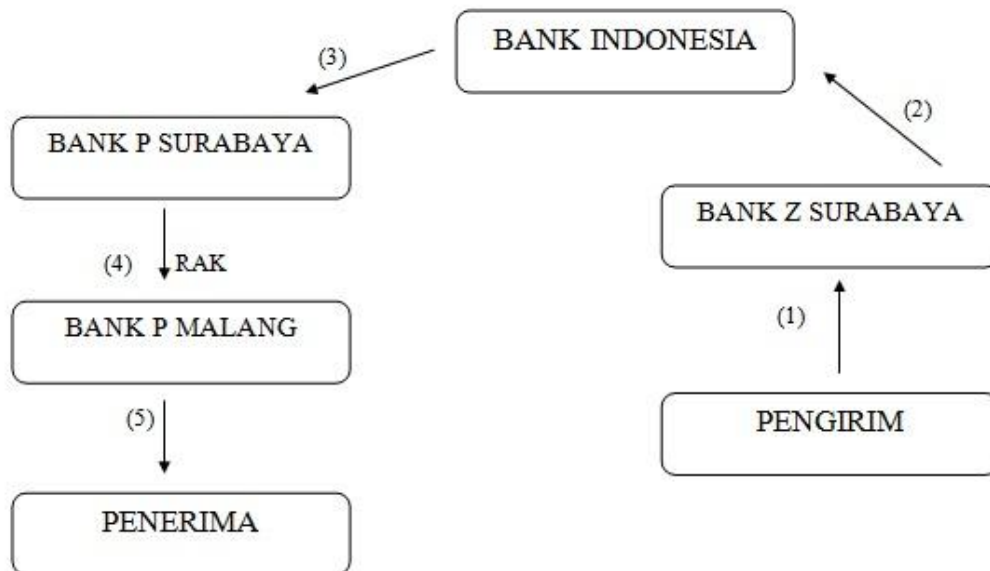 BANK INDONESIA
(3)
(2)
BANK P SURABAYA
BANK Z SURABAYA
(4) RAK
(1)
BANK P MALANG
(5)
PENGIRIM
PENERIMA